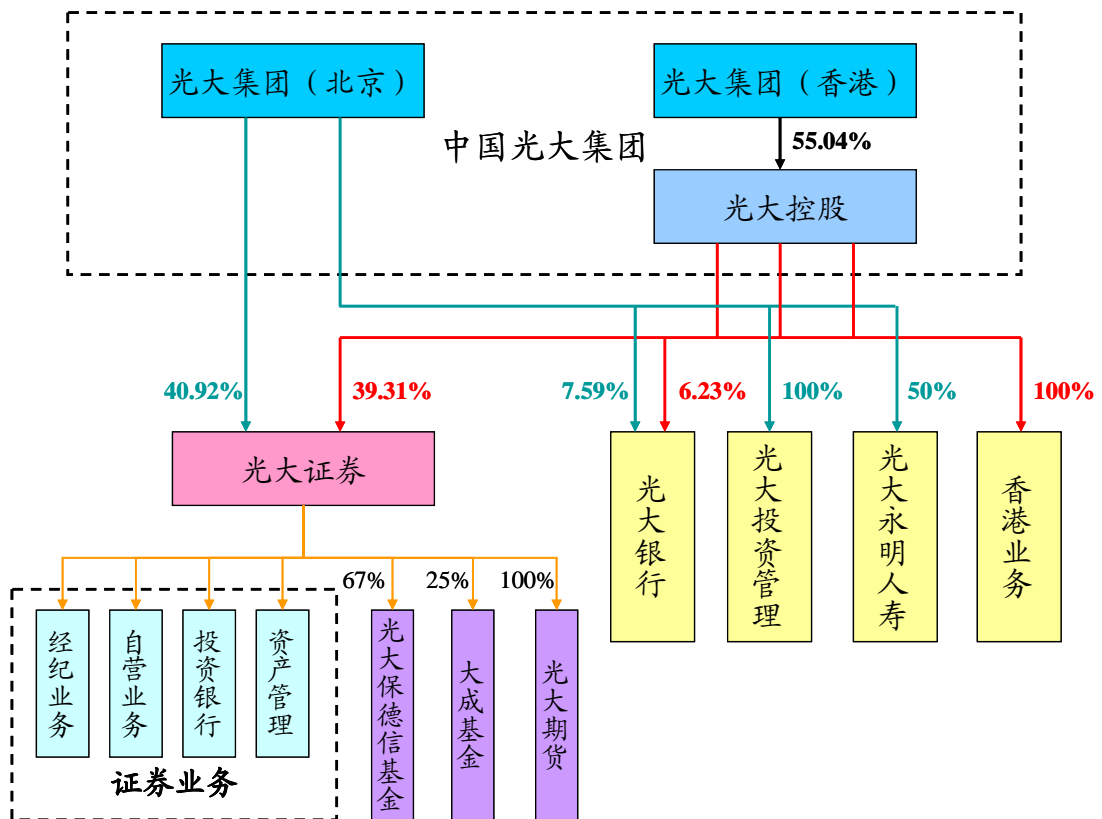 光大集团（北京）
光大集团（香港）
中国光大集团
55.04%
光大控股
40.92%
39.31%
7.59%
6.23%
100%
50%
100%
光大证券
光大银行
光大投资管理
光大永明人寿
香港业务
67%
25%
100%
经纪业务
自营业务
投资银行
资产管理
光大保德信基金
大成基金
光大期货
证券业务